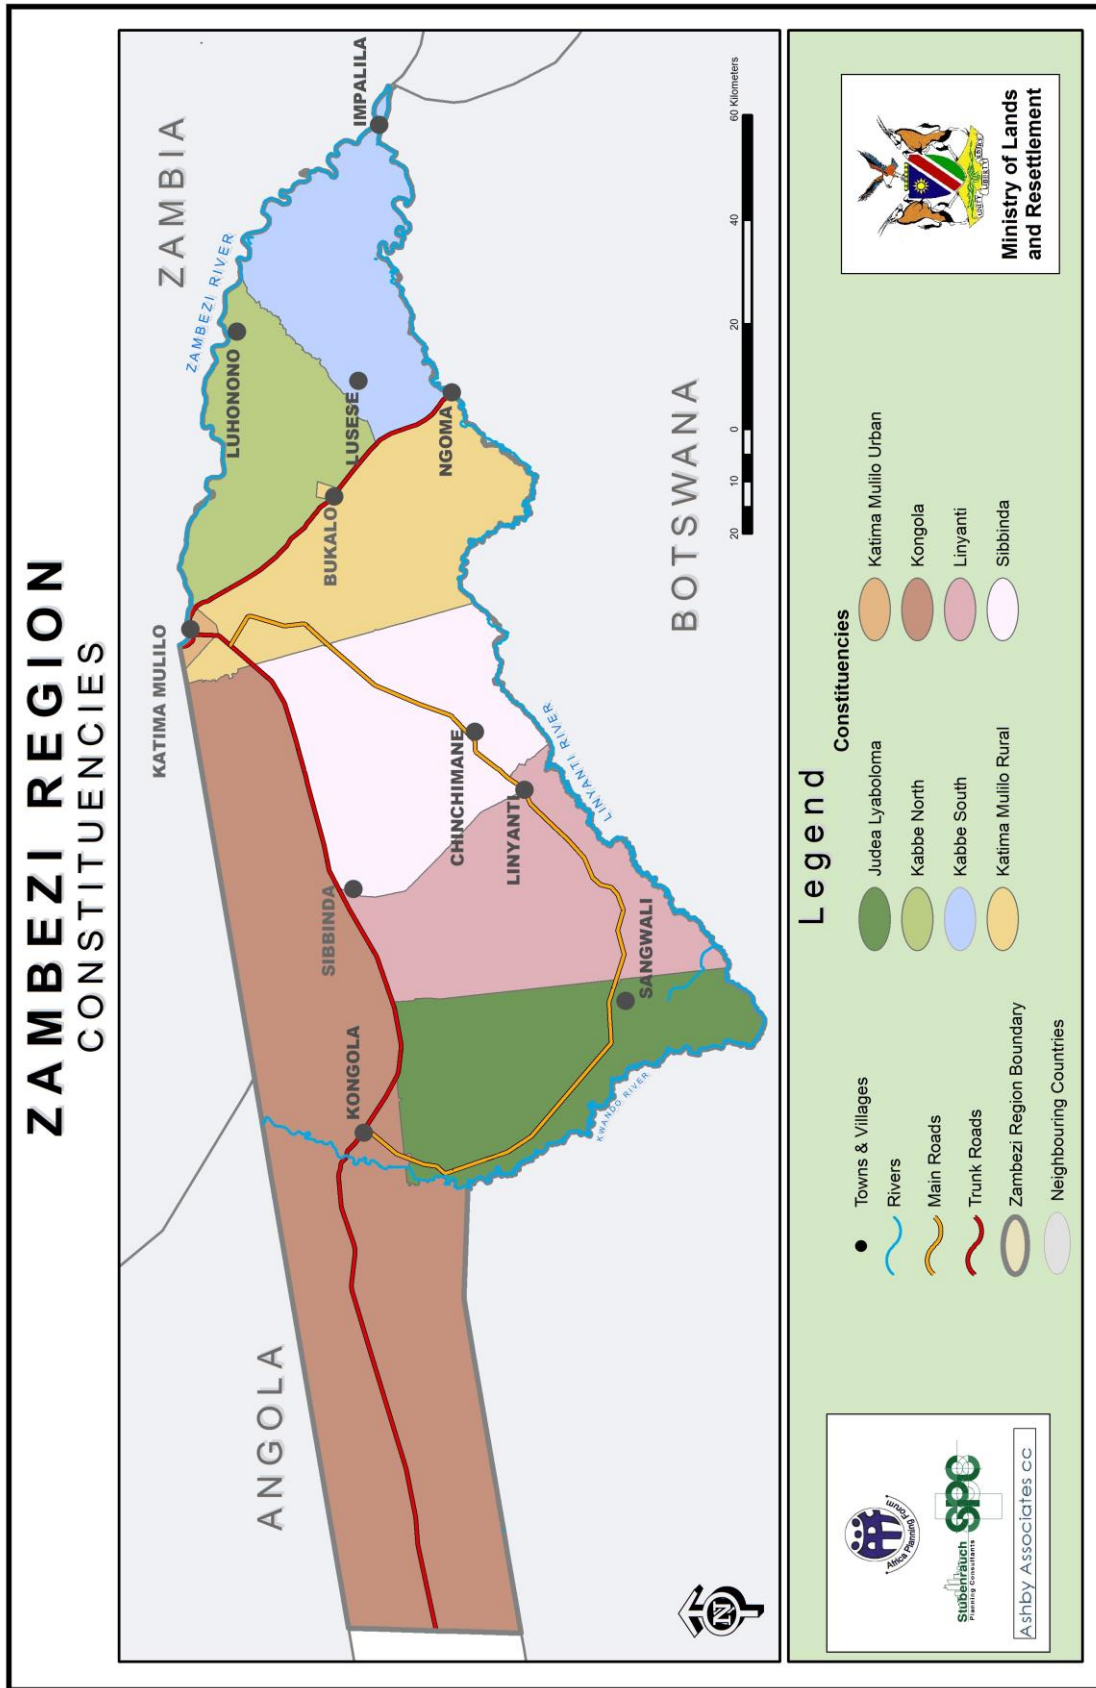 ZAMBEZI REGION
CONSTITUENCIES
ANGOLA
ZAMBIA
BOTSWANA
ZAMBEZI RIVER
LINYANTI RIVER
KWANDO RIVER
KATIMA MULILO
LUHONONO
IMPALILA
LUSESE
BUKALO
NGOMA
CHINCHIMANE
LINYANTI
SIBBINDA
KONGOLA
SANGWALI
N
20 10 0 20 40 60 Kilometers
Legend
Africa Planning Forum
Stubenrauch
Planning Consultants
SPC
Ashby Associates cc
Towns & Villages
Rivers
Main Roads
Trunk Roads
Zambezi Region Boundary
Neighbouring Countries
Constituencies
Judea Lyaboloma
Kabbe North
Kabbe South
Katima Mulilo Rural
Katima Mulilo Urban
Kongola
Linyanti
Sibbinda
UNITY LIBERTY JUSTICE
Ministry of Lands
and Resettlement